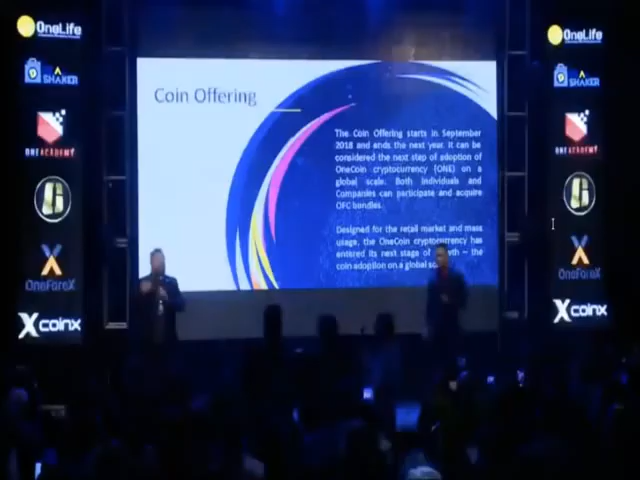 OneLife
OneLife
Coin Offering
SHAKER
SHAKER
The Coin Offering starts in September
2018 and ends the next year. It can be
considered the next step of adoption of
OneCoin cryptocurrency (ONE) on a
global scale. Both Individuals and
Companies can participate and acquire
OFC bundles.
ONEACADEMY
ONEACADEMY
Designed for the retail market and mass
usage, the OneCoin cryptocurrency has
entered its next stage of
the
coin adoption on a global
OneForeX
OneForeX
Xcoinx
Xcoinx